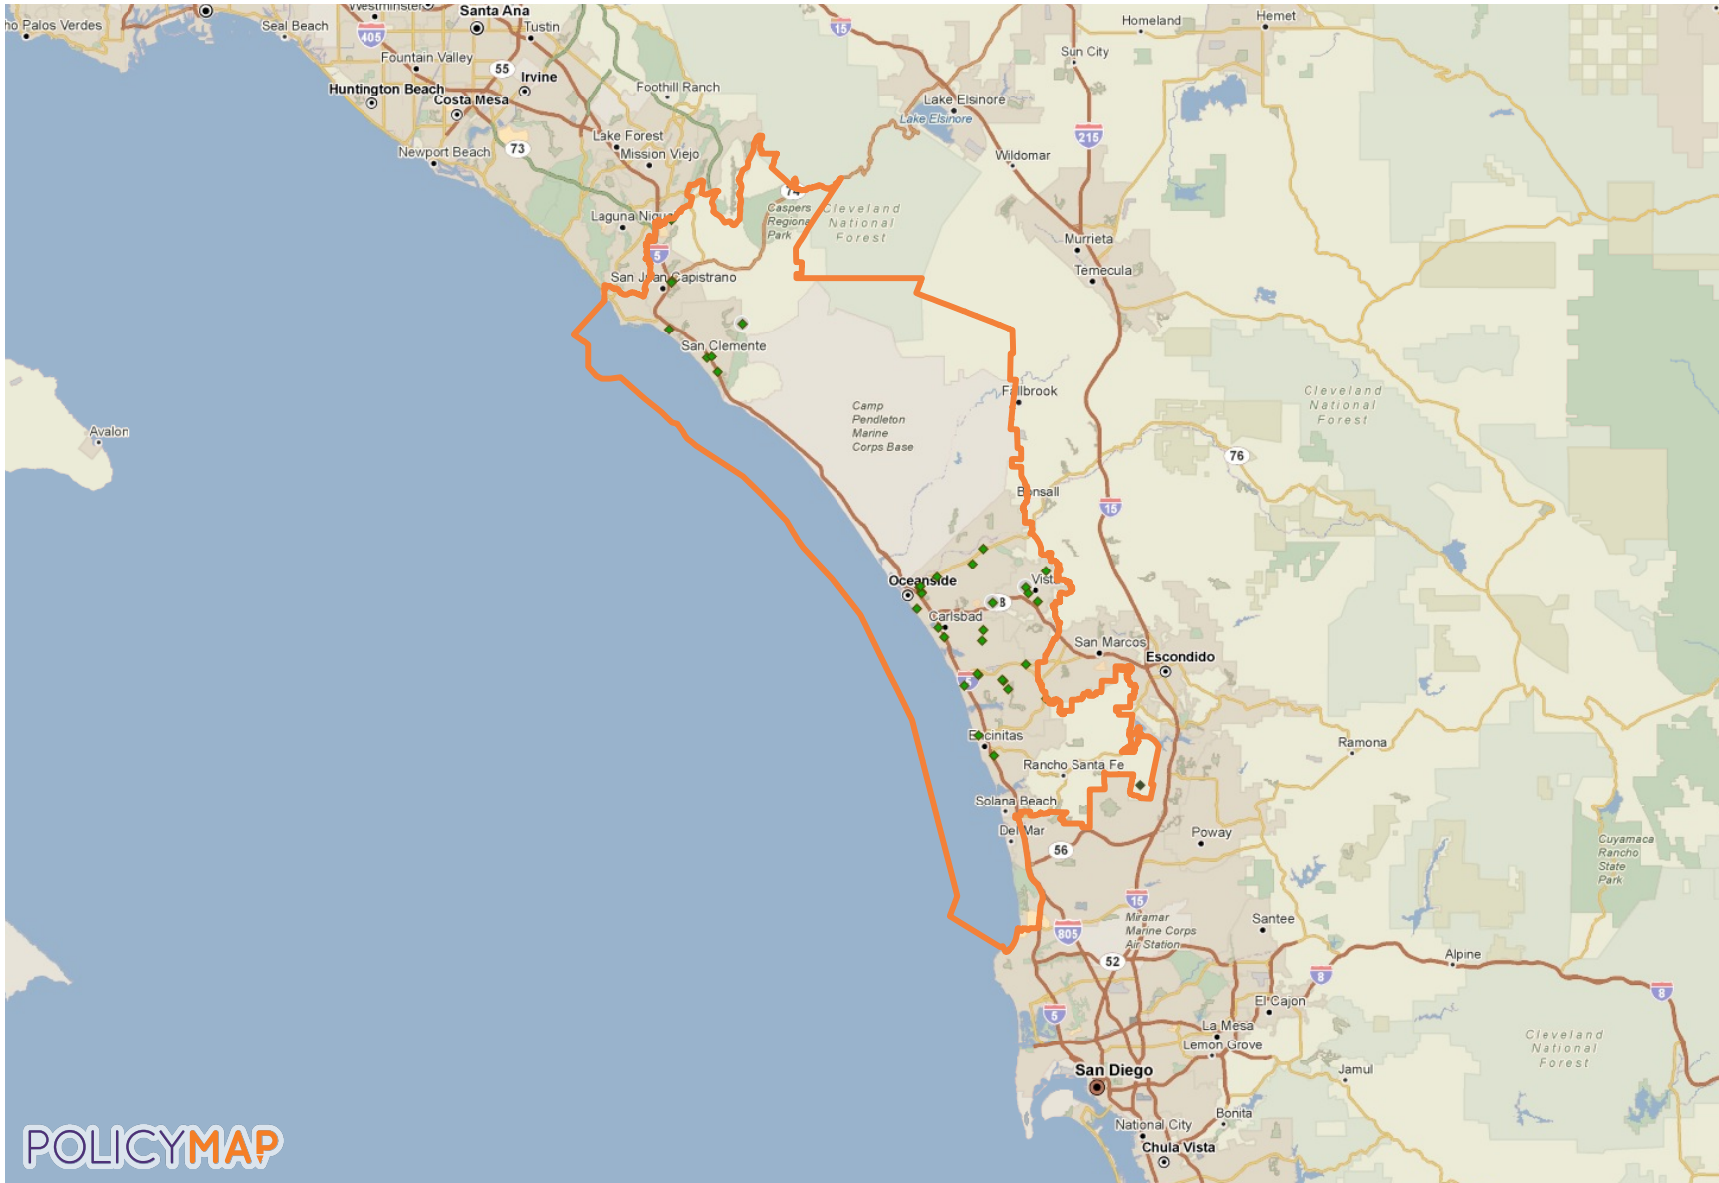 ho Palos Verdes
Westminster
Santa Ana
Seal Beach
Tustin
405
15
Homeland
Hemet
Fountain Valley
55
Sun City
Irvine
Huntington Beach
Costa Mesa
Foothill Ranch
Lake Elsinore
Lake Elsinore
Lake Forest
73
215
Newport Beach
Mission Viejo
Wildomar
74
Laguna Nigu
Caspers
Regiona
Park
Cleveland
National
Forest
5
Murrieta
San Juan Capistrano
Temecula
San Clemente
Fallbrook
Cleveland
National
Forest
Camp
Pendleton
Marine
Corps Base
Avalon
76
Bonsall
15
Oceanside
Vista
8
Carlsbad
San Marcos
Escondido
5
Encinitas
Ramona
Rancho Santa Fe
Solana Beach
Del Mar
Poway
56
Cuyamaca
Rancho
State
Park
15
Miramar
Marine Corps
Air Station
Santee
805
52
Alpine
8
8
El Cajon
5
La Mesa
Lemon Grove
Cleveland
National
Forest
San Diego
Jamul
Bonita
National City
Chula Vista
POLICYMAP